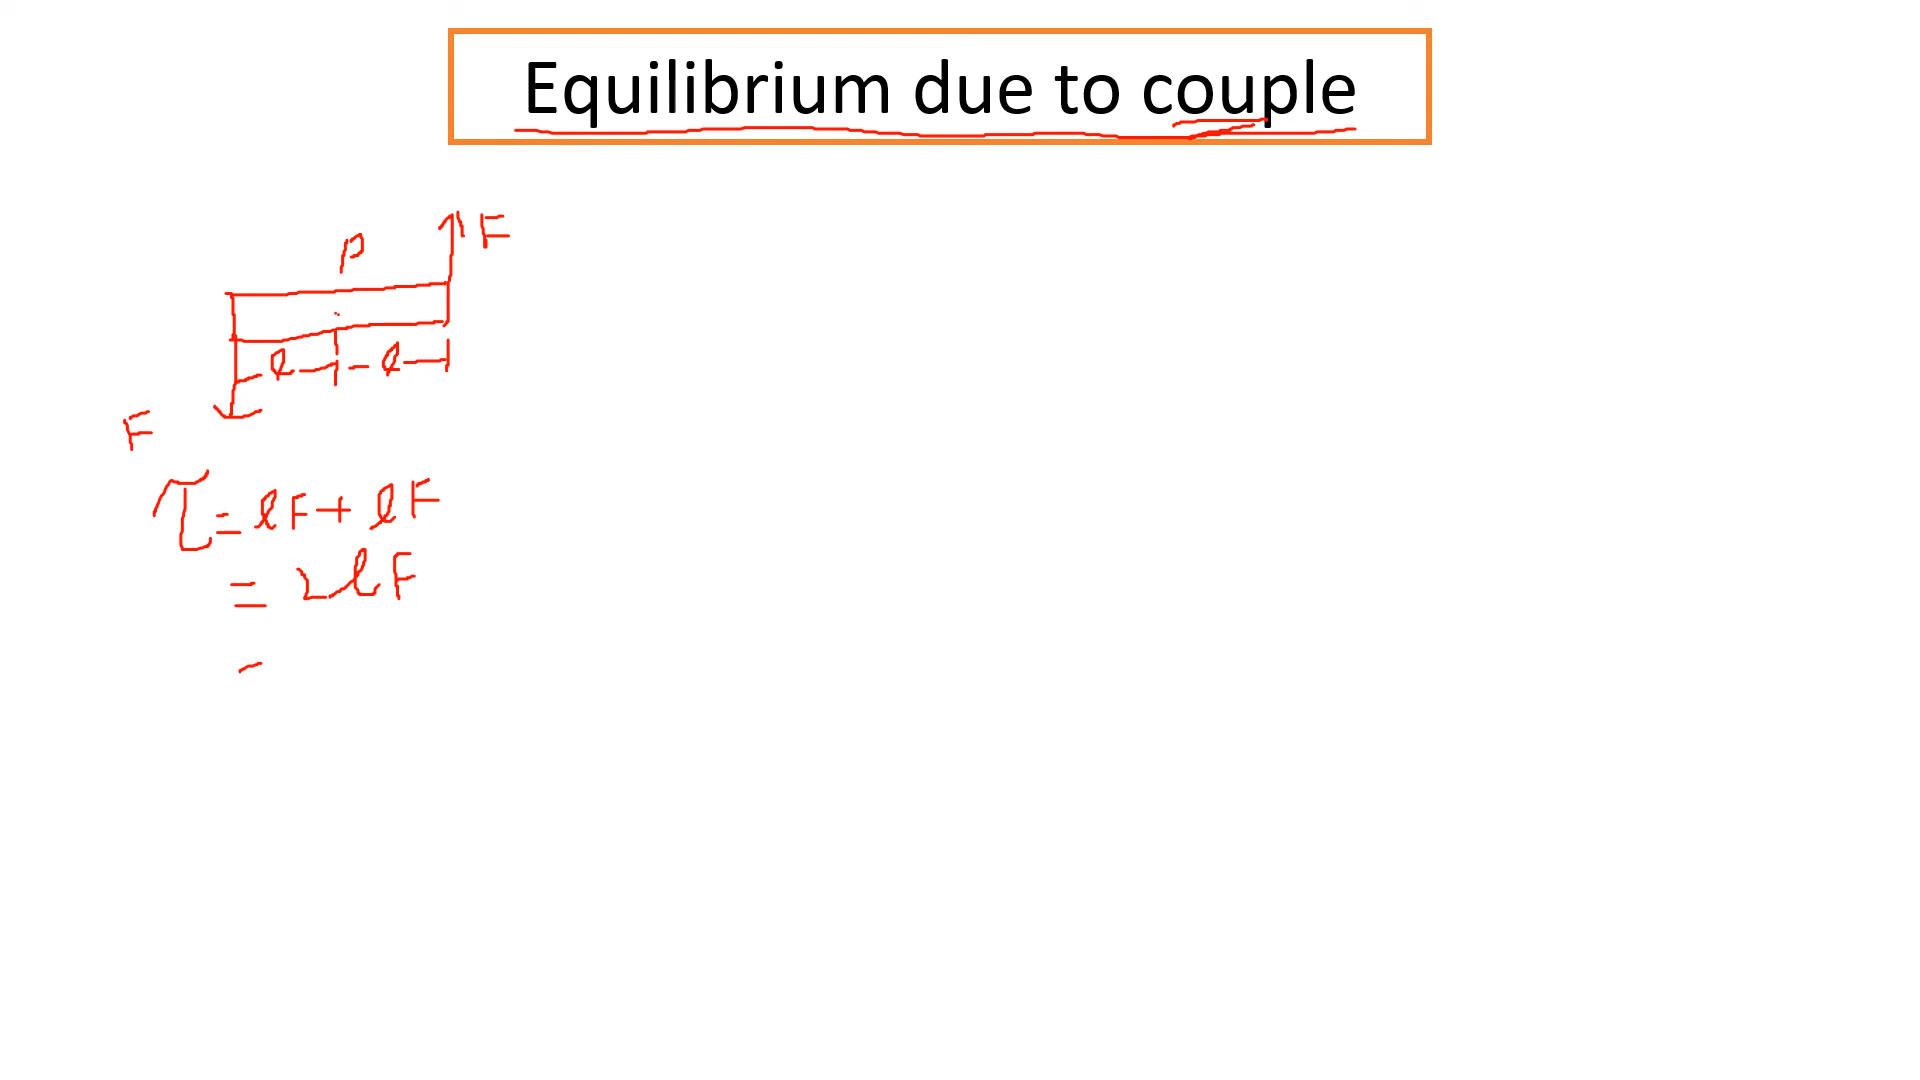 Equilibrium due to couple
F
P
l l
F
τ = lF + lF
= 2lF